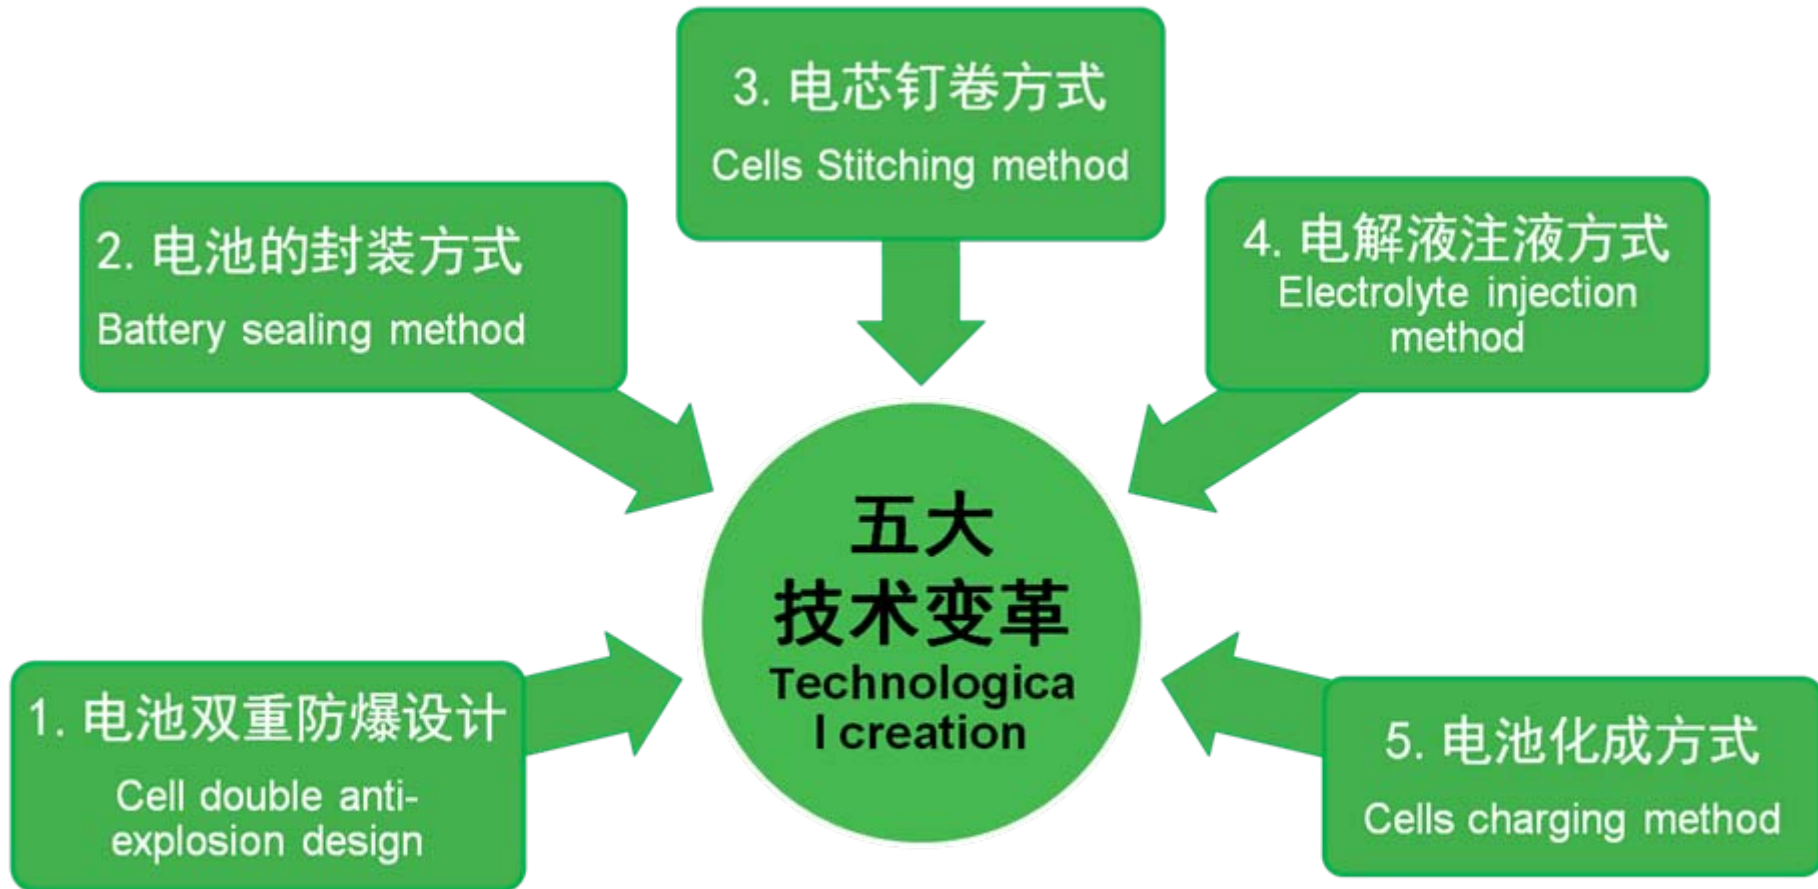 3. 电芯钉卷方式
Cells Stitching method
2. 电池的封装方式
Battery sealing method
4. 电解液注液方式
Electrolyte injection
method
五大
技术变革
Technologica
l creation
1. 电池双重防爆设计
Cell double anti-
explosion design
5. 电池化成方式
Cells charging method